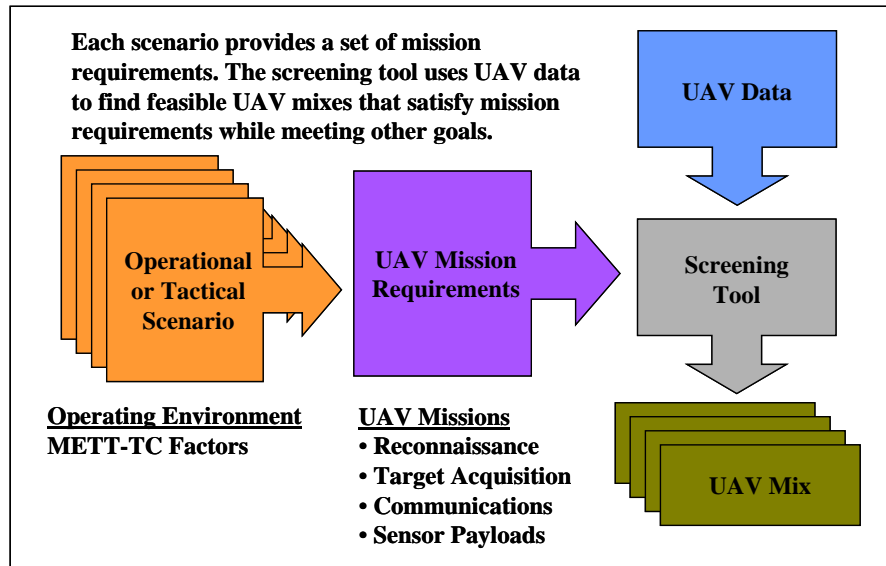 Each scenario provides a set of mission
requirements. The screening tool uses UAV data
to find feasible UAV mixes that satisfy mission
requirements while meeting other goals.
UAV Data
Operational
or Tactical
Scenario
UAV Mission
Requirements
Screening
Tool
Operating Environment
METT-TC Factors
UAV Missions
• Reconnaissance
• Target Acquisition
• Communications
• Sensor Payloads
UAV Mix